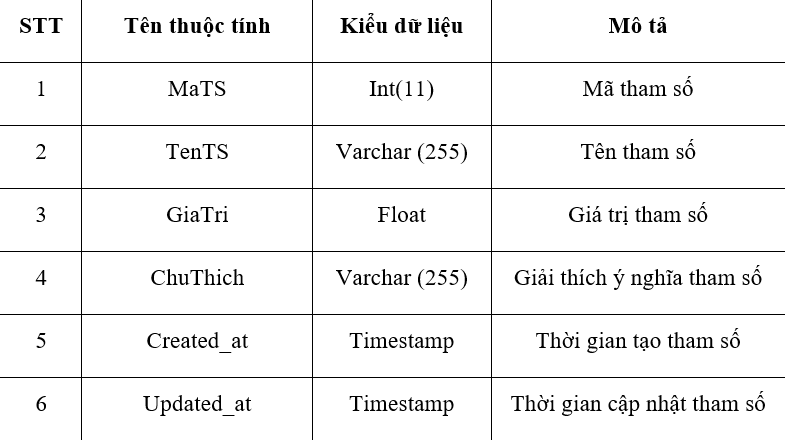 STT Tên thuộc tính Kiểu dữ liệu Mô tả
1 MaTS Int(11) Mã tham số
2 TenTS Varchar (255) Tên tham số
3 GiaTri Float Giá trị tham số
4 ChuThich Varchar (255) Giải thích ý nghĩa tham số
5 Created_at Timestamp Thời gian tạo tham số
6 Updated_at Timestamp Thời gian cập nhật tham số